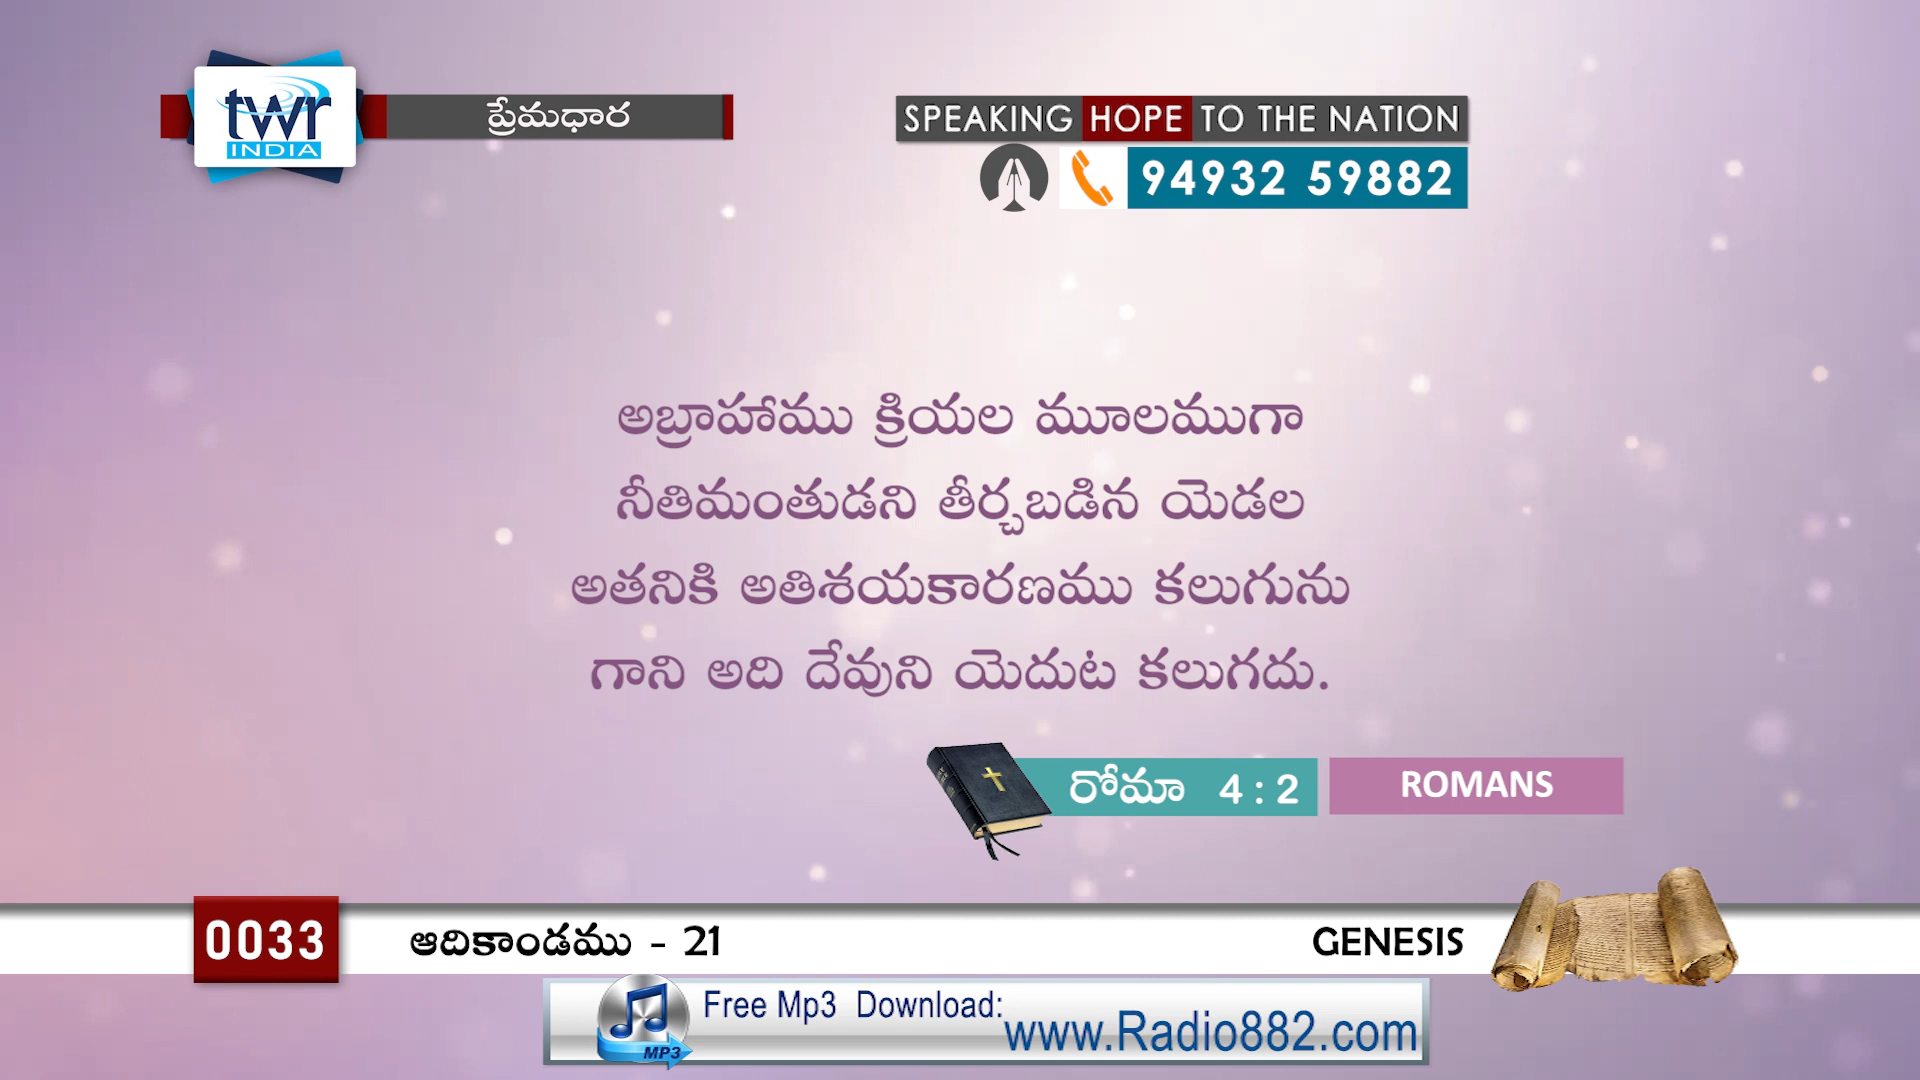 twr
INDIA
ప్రేమధార
SPEAKING HOPE TO THE NATION
94932 59882
అబ్రాహాము క్రియల మూలముగా
నీతిమంతుడని తీర్చబడిన యెడల
అతనికి అతిశయకారణము కలుగును
గాని అది దేవుని యెదుట కలుగదు.
రోమా 4 : 2
ROMANS
0033
ఆదికాండము - 21
GENESIS
Free Mp3 Download:
www.Radio882.com
MP3